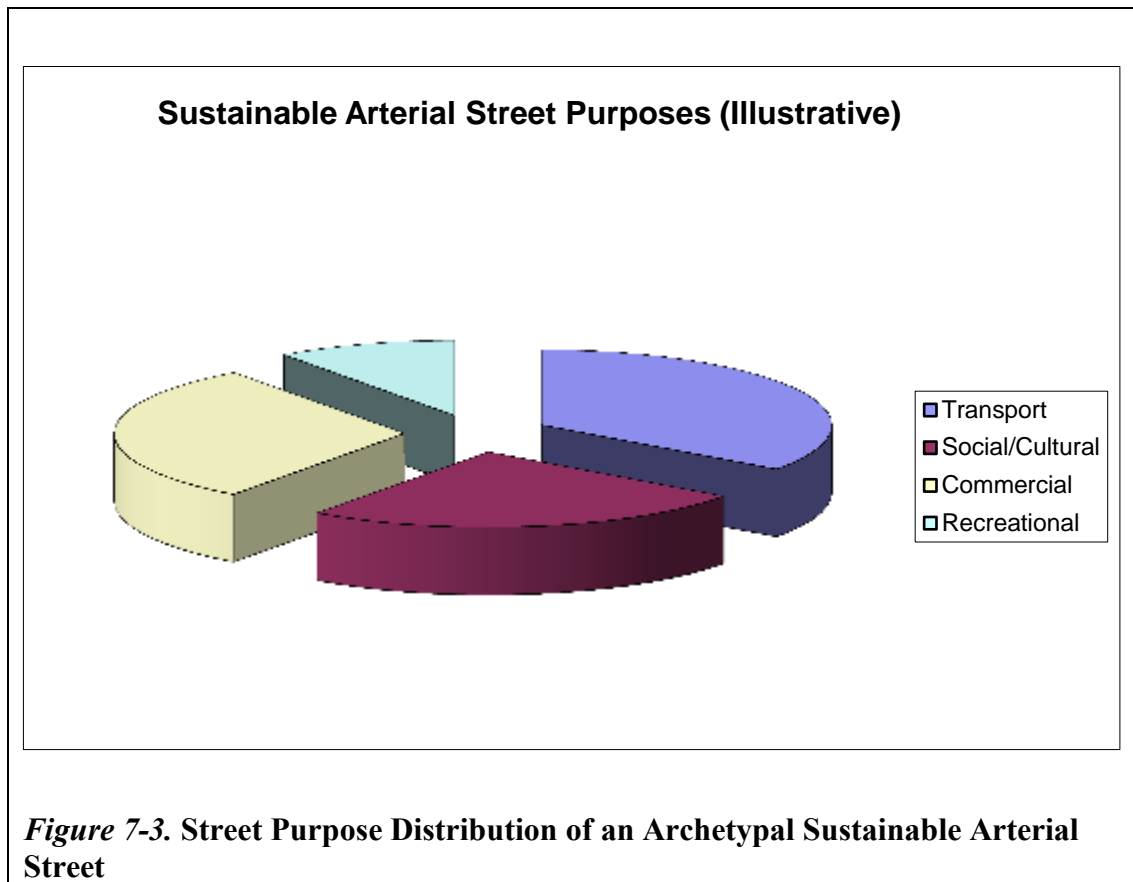 Sustainable Arterial Street Purposes (Illustrative)
Transport
Social/Cultural
Commercial
Recreational
Figure 7-3. Street Purpose Distribution of an Archetypal Sustainable Arterial
Street